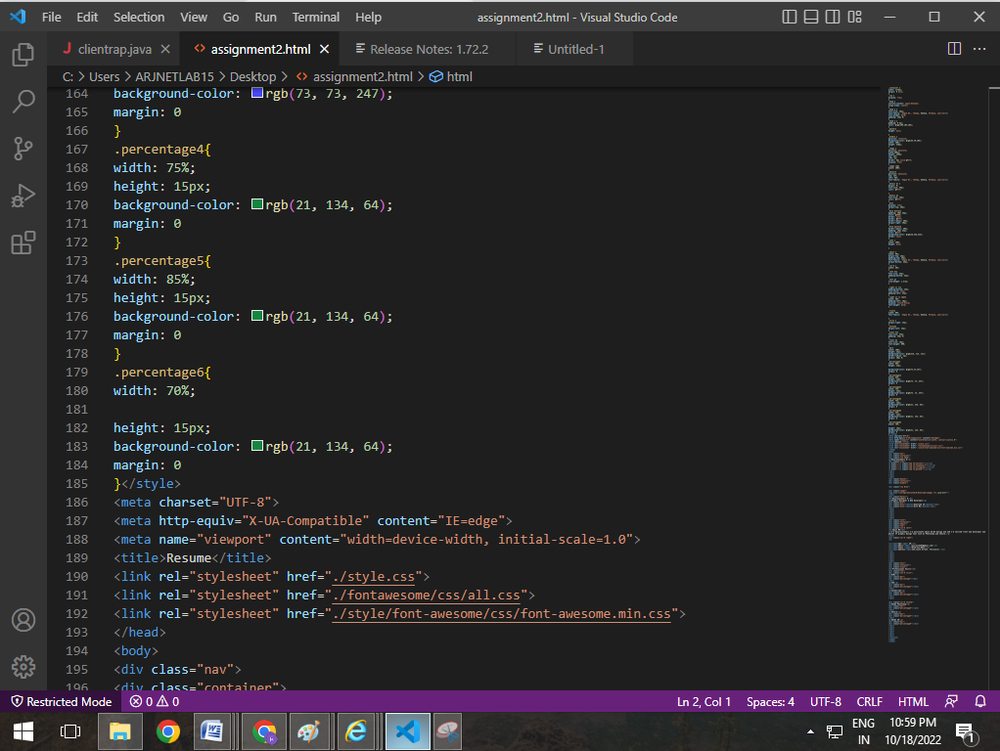 File Edit Selection View Go Run Terminal Help assignment2.html - Visual Studio Code
J clientrap.java <> assignment2.html Release Notes: 1.72.2 Untitled-1
C: > Users > ARJNETLAB15 > Desktop > <> assignment2.html > html
164 background-color: rgb(73, 73, 247);
165 margin: 0
166 }
167 .percentage4{
168 width: 75%;
169 height: 15px;
170 background-color: rgb(21, 134, 64);
171 margin: 0
172 }
173 .percentage5{
174 width: 85%;
175 height: 15px;
176 background-color: rgb(21, 134, 64);
177 margin: 0
178 }
179 .percentage6{
180 width: 70%;
181
182 height: 15px;
183 background-color: rgb(21, 134, 64);
184 margin: 0
185 }</style>
186 <meta charset="UTF-8">
187 <meta http-equiv="X-UA-Compatible" content="IE=edge">
188 <meta name="viewport" content="width=device-width, initial-scale=1.0">
189 <title>Resume</title>
190 <link rel="stylesheet" href="./style.css">
191 <link rel="stylesheet" href="./fontawesome/css/all.css">
192 <link rel="stylesheet" href="./style/font-awesome/css/font-awesome.min.css">
193 </head>
194 <body>
195 <div class="nav">
196 <div class="container">
Restricted Mode 0 0 Ln 2, Col 1 Spaces: 4 UTF-8 CRLF HTML
ENG 10:59 PM
IN 10/18/2022 1